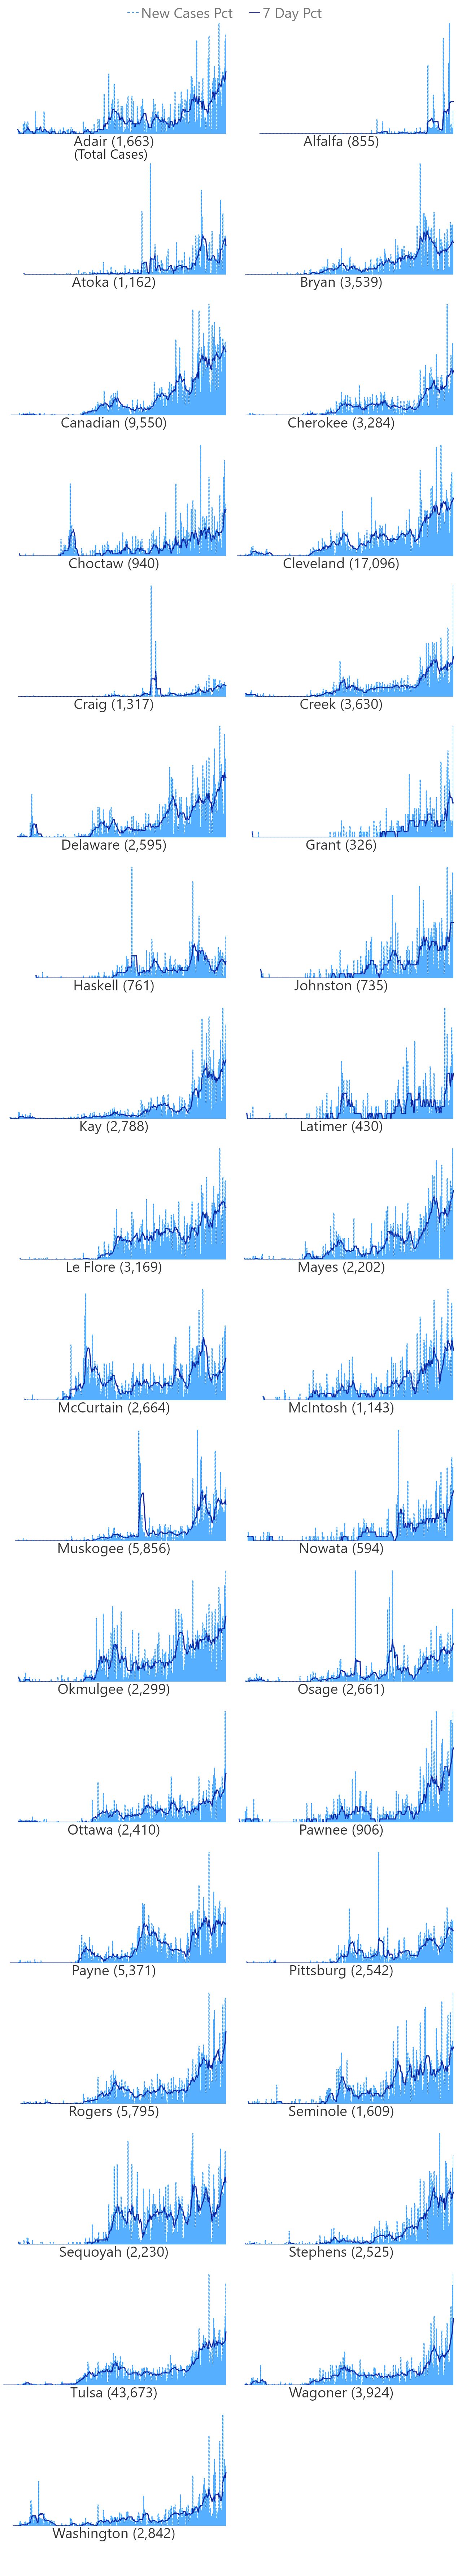 New Cases Pct 7 Day Pct
Adair (1,663) Alfalfa (855)
(Total Cases)
Atoka (1,162) Bryan (3,539)
Canadian (9,550) Cherokee (3,284)
Choctaw (940) Cleveland (17,096)
Craig (1,317) Creek (3,630)
Delaware (2,595) Grant (326)
Haskell (761) Johnston (735)
Kay (2,788) Latimer (430)
Le Flore (3,169) Mayes (2,202)
McCurtain (2,664) McIntosh (1,143)
Muskogee (5,856) Nowata (594)
Okmulgee (2,299) Osage (2,661)
Ottawa (2,410) Pawnee (906)
Payne (5,371) Pittsburg (2,542)
Rogers (5,795) Seminole (1,609)
Sequoyah (2,230) Stephens (2,525)
Tulsa (43,673) Wagoner (3,924)
Washington (2,842)